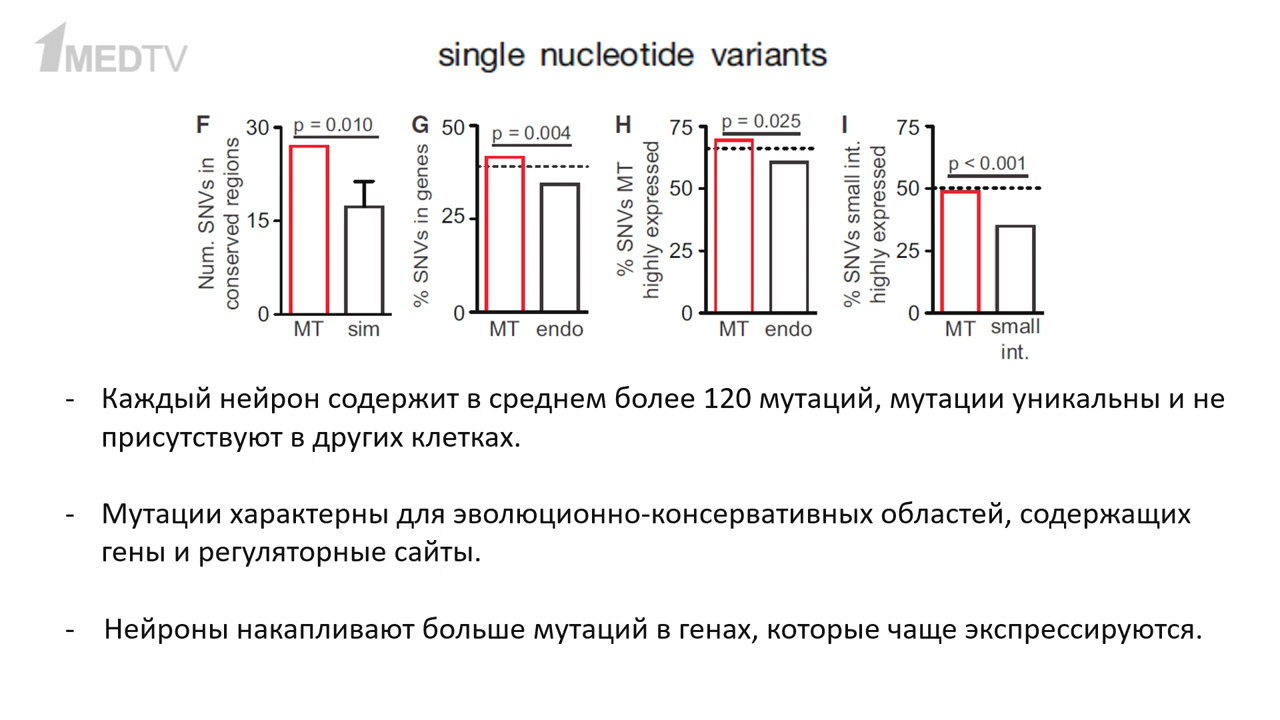 1MEDTV
single nucleotide variants
F
Num. SNVs in
conserved regions
30
15
0
p = 0.010
MT
sim
G
% SNVs in genes
50
25
0
p = 0.004
MT
endo
H
% SNVs MT
highly expressed
75
50
25
0
p = 0.025
MT
endo
I
% SNVs small int.
highly expressed
75
50
25
0
p < 0.001
MT
small
int.
- Каждый нейрон содержит в среднем более 120 мутаций, мутации уникальны и не
присутствуют в других клетках.
- Мутации характерны для эволюционно-консервативных областей, содержащих
гены и регуляторные сайты.
- Нейроны накапливают больше мутаций в генах, которые чаще экспрессируются.